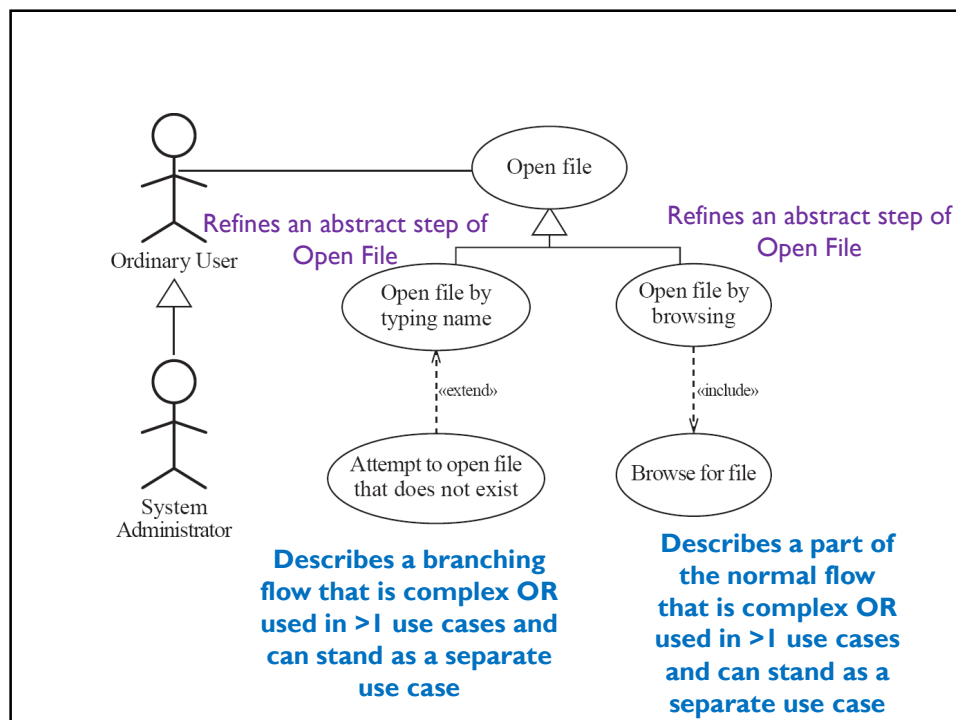 Open file
Refines an abstract step of
Open File
Refines an abstract step of
Open File
Ordinary User
Open file by
typing name
Open file by
browsing
«extend»
«include»
Attempt to open file
that does not exist
Browse for file
System
Administrator
Describes a branching
flow that is complex OR
used in >1 use cases and
can stand as a separate
use case
Describes a part of
the normal flow
that is complex OR
used in >1 use cases
and can stand as a
separate use case